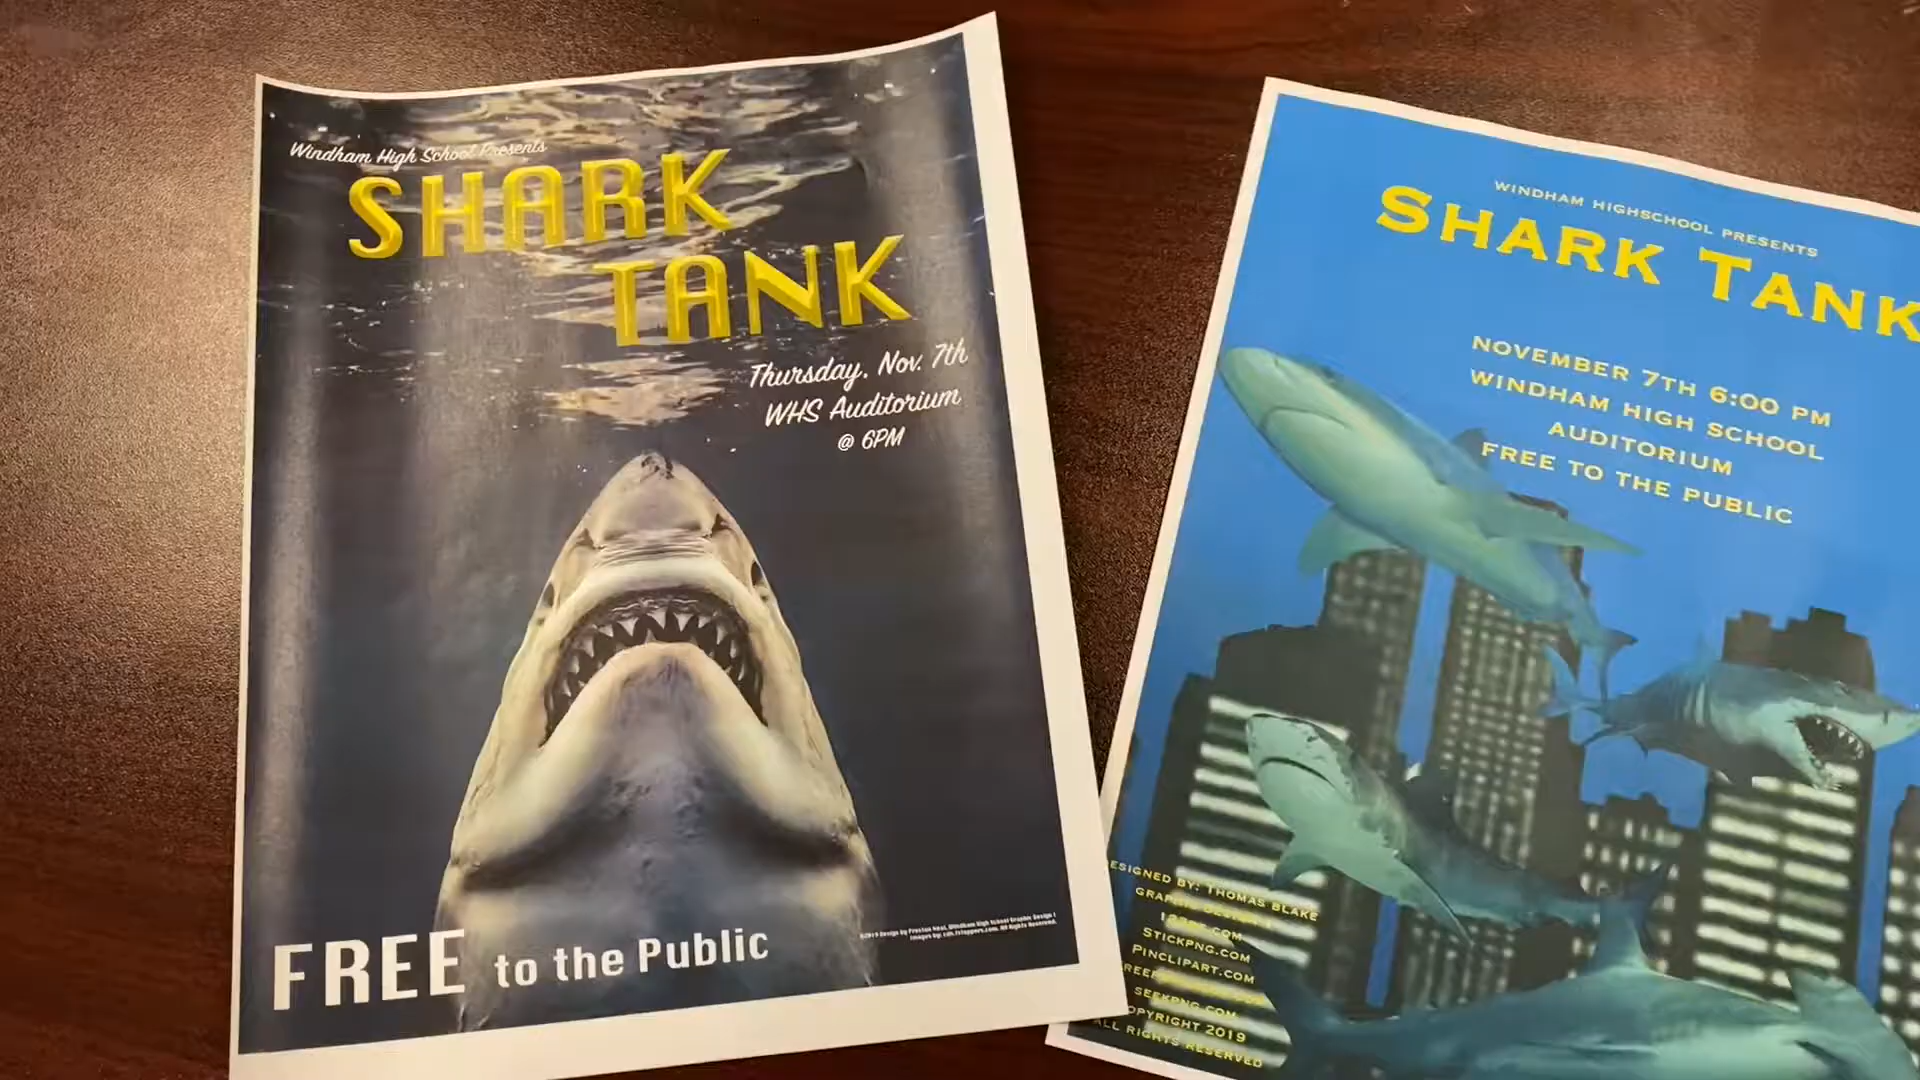 Windham High School Presents
SHARK
TANK
Thursday, Nov. 7th
WHS Auditorium
@ 6PM
FREE to the Public
WINDHAM HIGHSCHOOL PRESENTS
SHARK TANK
NOVEMBER 7TH 6:00 PM
WINDHAM HIGH SCHOOL
AUDITORIUM
FREE TO THE PUBLIC
ESIGNED BY: THOMAS BLAKE
STICKPNG.COM
PINCLIPART.COM
SEEKPNG.COM
OPYRIGHT 2019
ALL RIGHTS RESERVED